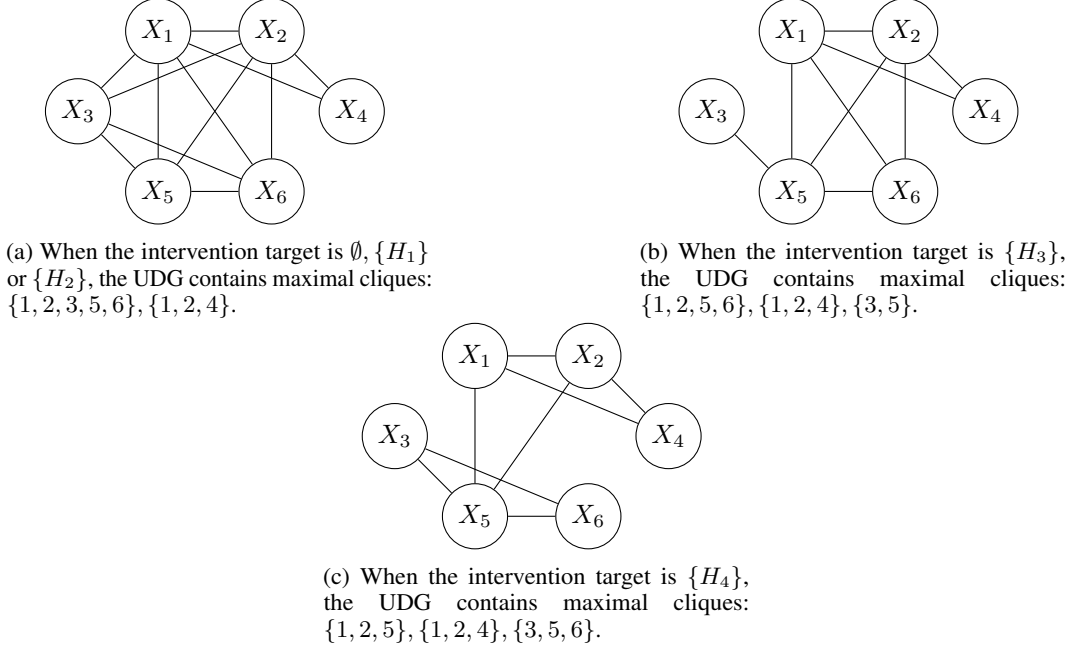 X₁ X₂
X₃ X₄
X₅ X₆
(a) When the intervention target is ∅, {H₁}
or {H₂}, the UDG contains maximal cliques:
{1, 2, 3, 5, 6}, {1, 2, 4}.
X₁ X₂
X₃ X₄
X₅ X₆
(b) When the intervention target is {H₃},
the UDG contains maximal cliques:
{1, 2, 5, 6}, {1, 2, 4}, {3, 5}.
X₁ X₂
X₃ X₄
X₅ X₆
(c) When the intervention target is {H₄},
the UDG contains maximal cliques:
{1, 2, 5}, {1, 2, 4}, {3, 5, 6}.